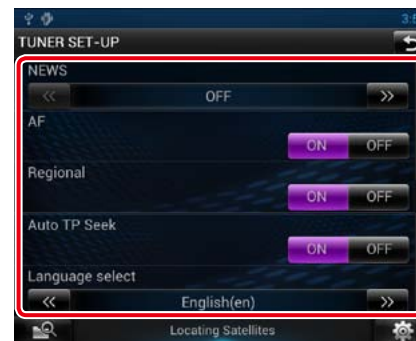 TUNER SET-UP
NEWS
<< OFF >>
AF
ON OFF
Regional
ON OFF
Auto TP Seek
ON OFF
Language select
<< English(en) >>
Locating Satellites